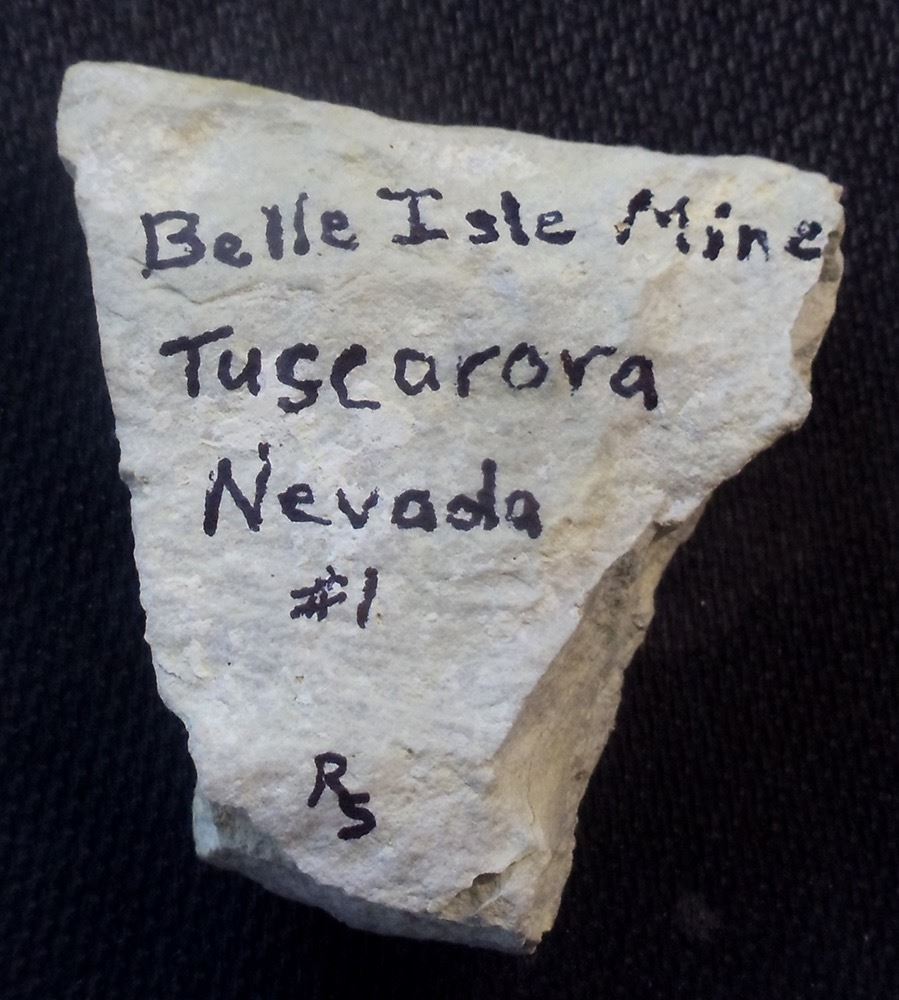 Belle Isle Mine
Tuscarora
Nevada
#1
RS